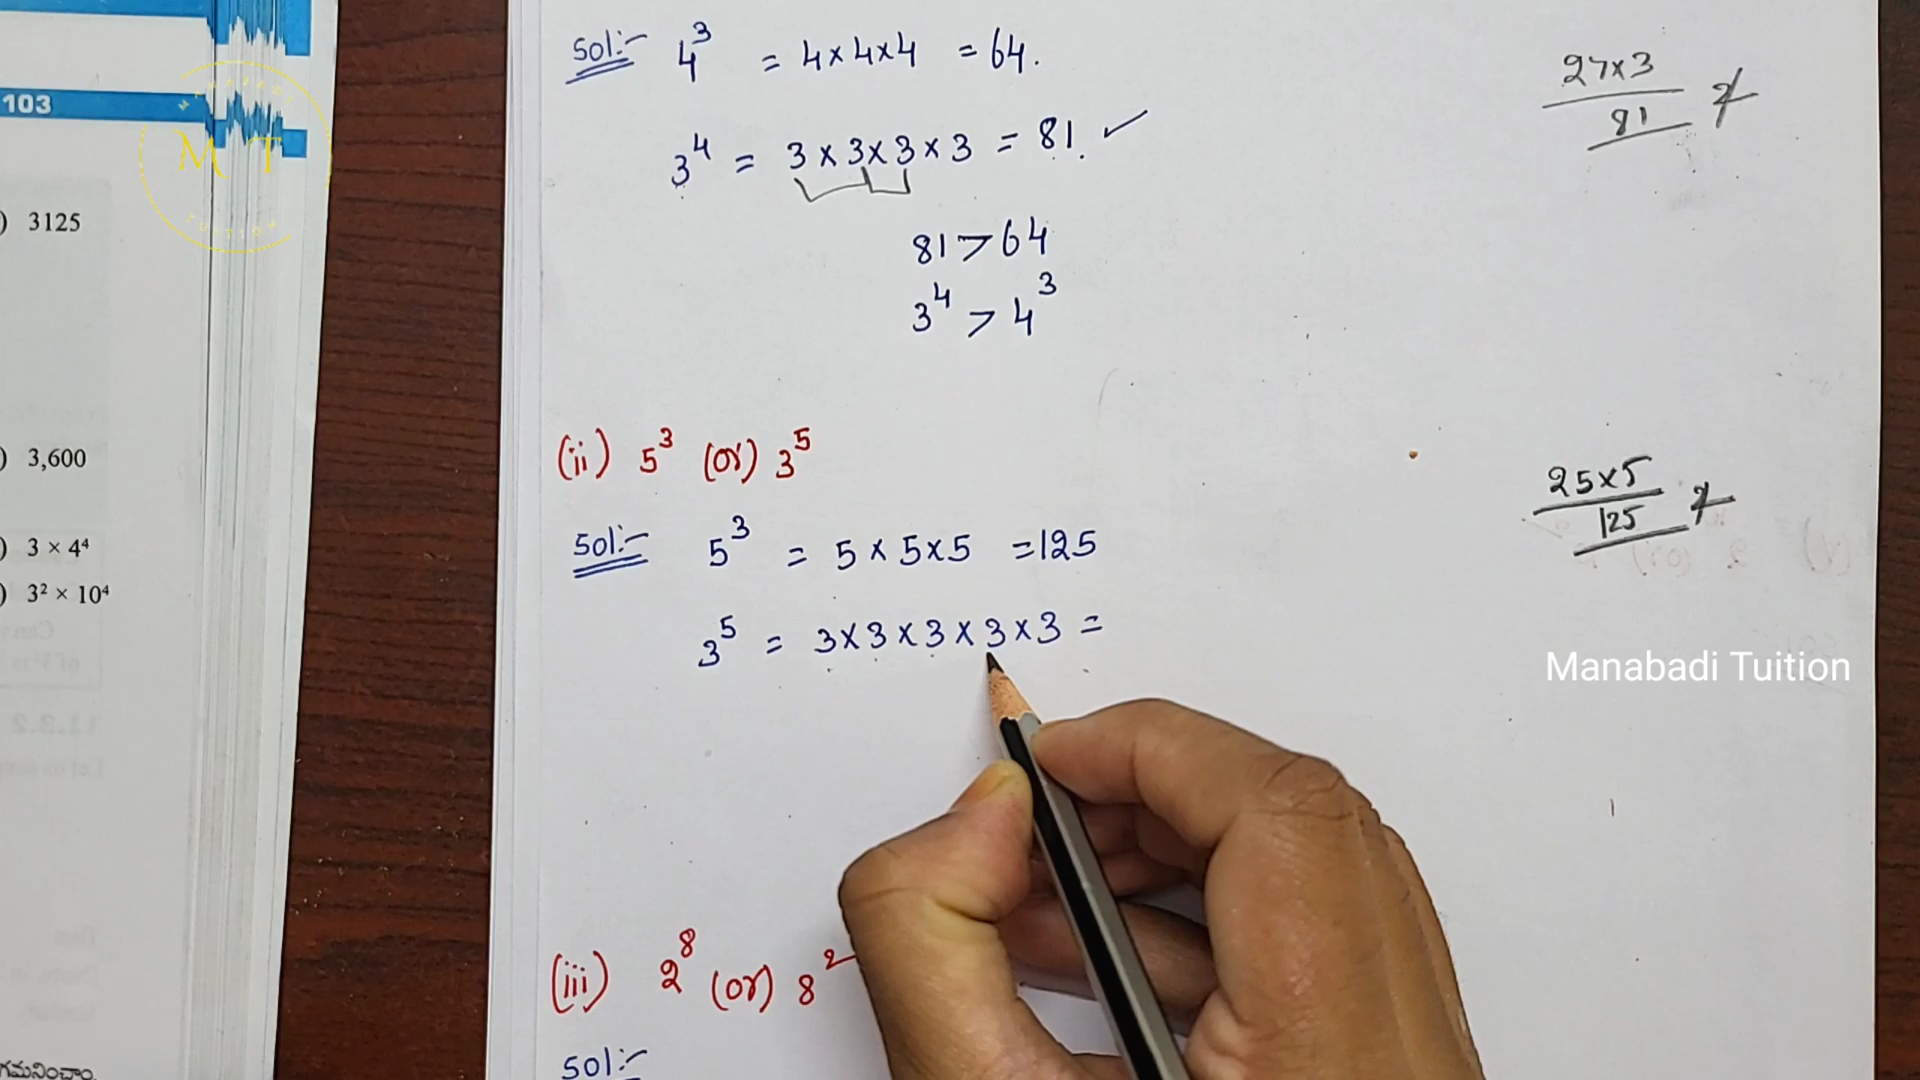 103
) 3125
) 3,600
) 3 × 4⁴
) 3² × 10⁴
గమనించాం.
M T
Sol:- 4³ = 4 × 4 × 4 = 64.
3⁴ = 3 × 3 × 3 × 3 = 81. ✓
81 > 64
3⁴ > 4³
27 × 3
81
(ii) 5³ (or) 3⁵
Sol:- 5³ = 5 × 5 × 5 = 125
3⁵ = 3 × 3 × 3 × 3 × 3 =
25 × 5
125
Manabadi Tuition
(iii) 2⁸ (or) 8²
Sol:-